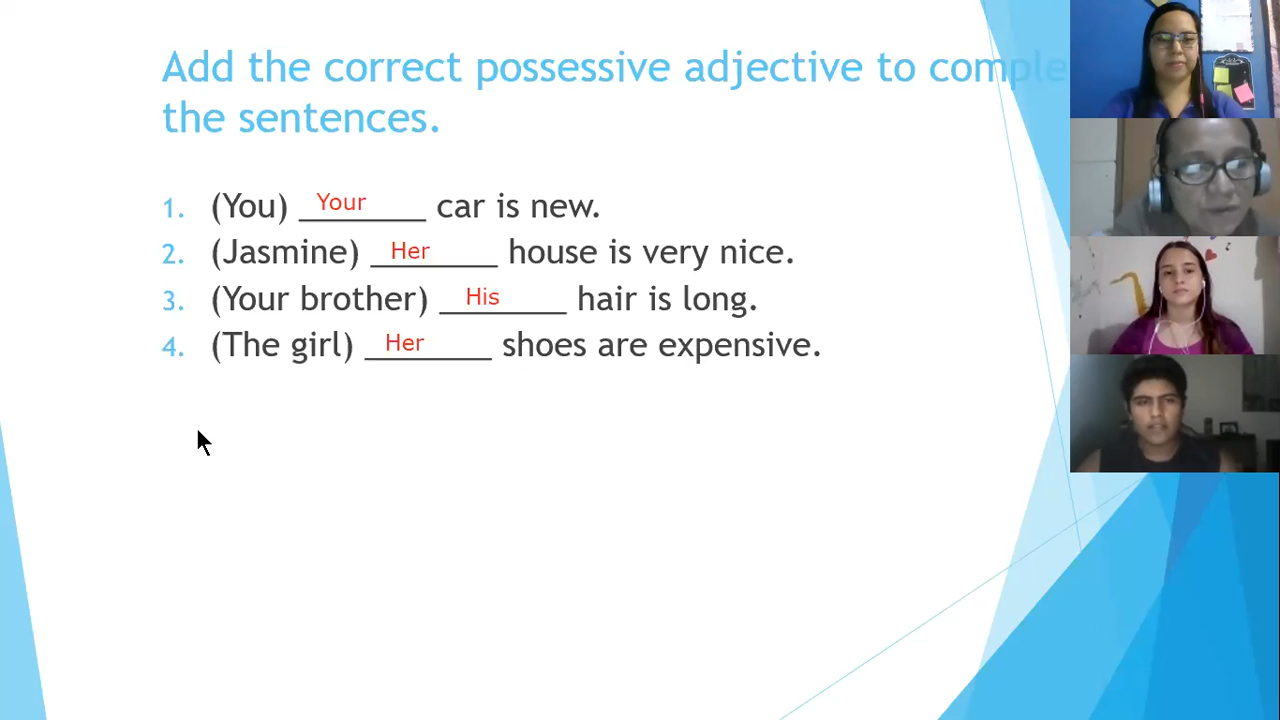 Add the correct possessive adjective to comple
the sentences.
1. (You) Your car is new.
2. (Jasmine) Her house is very nice.
3. (Your brother) His hair is long.
4. (The girl) Her shoes are expensive.